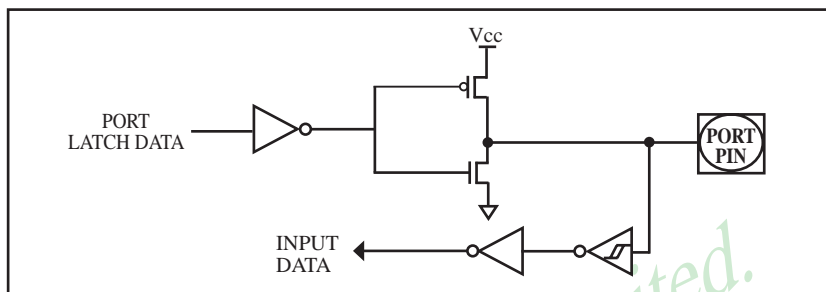 Vcc
PORT
LATCH DATA
PORT
PIN
INPUT
DATA